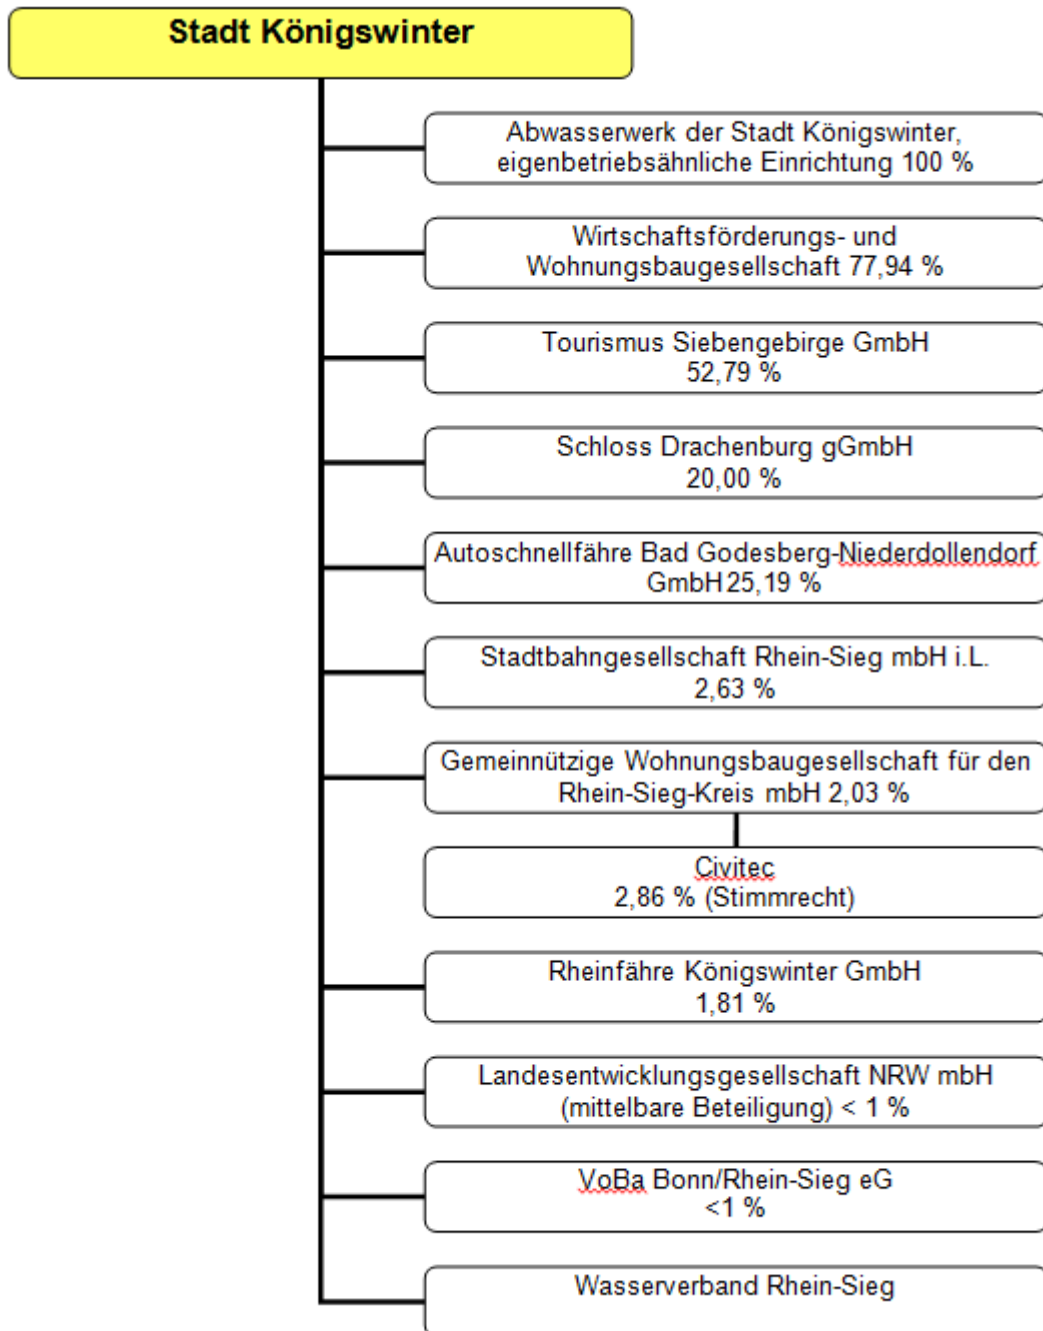 Stadt Königswinter
Abwasserwerk der Stadt Königswinter,
eigenbetriebsähnliche Einrichtung 100 %
Wirtschaftsförderungs- und
Wohnungsbaugesellschaft 77,94 %
Tourismus Siebengebirge GmbH
52,79 %
Schloss Drachenburg gGmbH
20,00 %
Autoschnellfähre Bad Godesberg-Niederdollendorf
GmbH 25,19 %
Stadtbahngesellschaft Rhein-Sieg mbH i.L.
2,63 %
Gemeinnützige Wohnungsbaugesellschaft für den
Rhein-Sieg-Kreis mbH 2,03 %
Civitec
2,86 % (Stimmrecht)
Rheinfähre Königswinter GmbH
1,81 %
Landesentwicklungsgesellschaft NRW mbH
(mittelbare Beteiligung) < 1 %
VoBa Bonn/Rhein-Sieg eG
<1 %
Wasserverband Rhein-Sieg